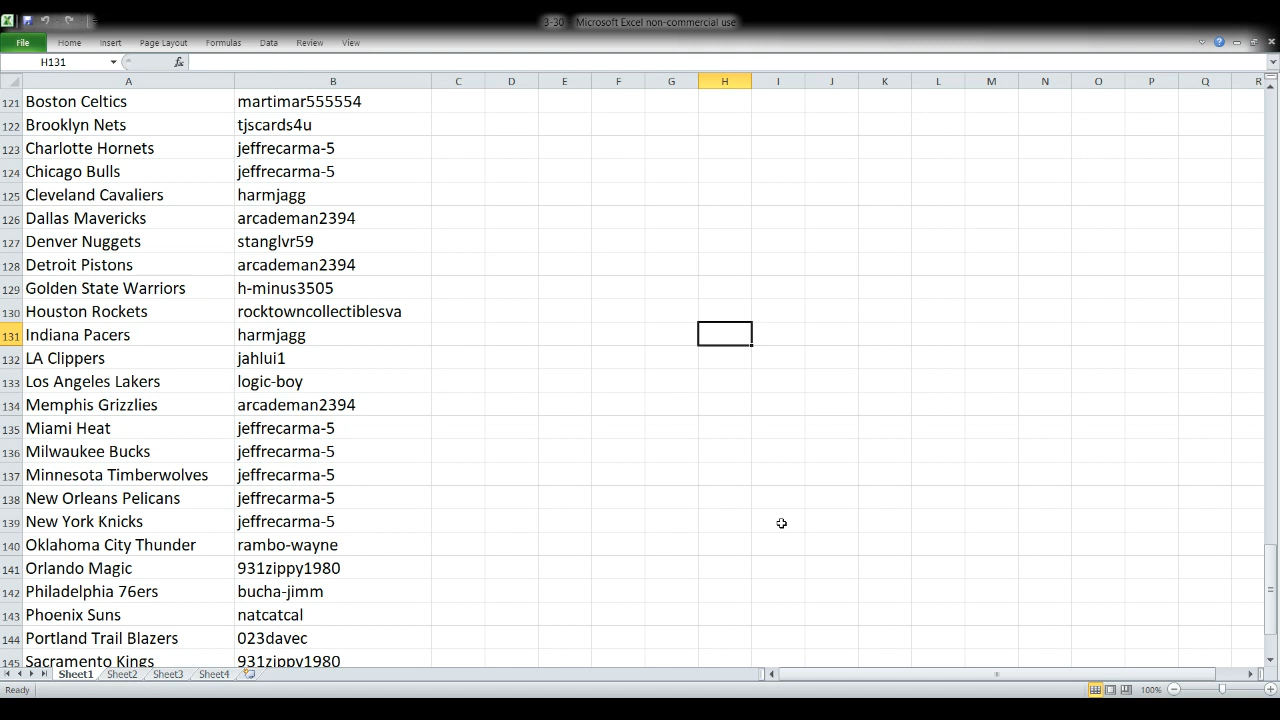 3-30 - Microsoft Excel non-commercial use
File Home Insert Page Layout Formulas Data Review View
H131 fx
A B C D E F G H I J K L M N O P Q R
121 Boston Celtics martimar555554
122 Brooklyn Nets tjscards4u
123 Charlotte Hornets jeffrecarma-5
124 Chicago Bulls jeffrecarma-5
125 Cleveland Cavaliers harmjagg
126 Dallas Mavericks arcademan2394
127 Denver Nuggets stanglvr59
128 Detroit Pistons arcademan2394
129 Golden State Warriors h-minus3505
130 Houston Rockets rocktowncollectiblesva
131 Indiana Pacers harmjagg
132 LA Clippers jahlui1
133 Los Angeles Lakers logic-boy
134 Memphis Grizzlies arcademan2394
135 Miami Heat jeffrecarma-5
136 Milwaukee Bucks jeffrecarma-5
137 Minnesota Timberwolves jeffrecarma-5
138 New Orleans Pelicans jeffrecarma-5
139 New York Knicks jeffrecarma-5
140 Oklahoma City Thunder rambo-wayne
141 Orlando Magic 931zippy1980
142 Philadelphia 76ers bucha-jimm
143 Phoenix Suns natcatcal
144 Portland Trail Blazers 023davec
145 Sacramento Kings 931zippy1980
Sheet1 Sheet2 Sheet3 Sheet4
Ready 100%